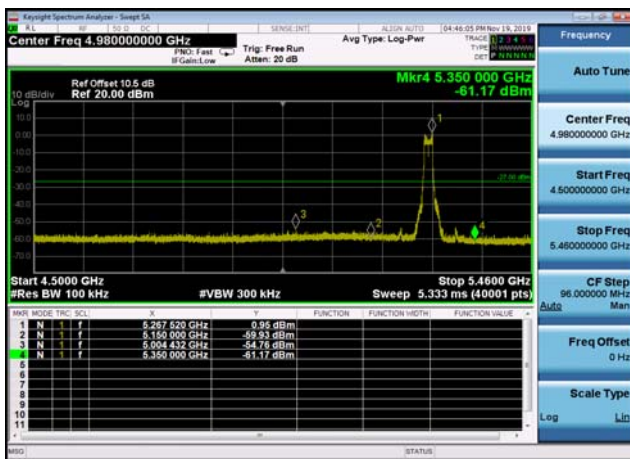 Keysight Spectrum Analyzer - Swept SA
RL RF 50 Ω DC SENSE:INT ALIGN AUTO 04:46:05 PM Nov 19, 2019
Center Freq 4.980000000 GHz
PNO: Fast
IFGain:Low
Trig: Free Run
Atten: 20 dB
Avg Type: Log-Pwr
TRACE 1 2 3 4 5 6
TYPE
DET P N N N N N
Ref Offset 10.5 dB
Ref 20.00 dBm
10 dB/div
Log
Mkr4 5.350 000 GHz
-61.17 dBm
10.0
0.00
-10.0
-20.0
-30.0
-40.0
-50.0
-60.0
-70.0
-27.00 dBm
1
2
3
4
Start 4.5000 GHz
Stop 5.4600 GHz
#Res BW 100 kHz
#VBW 300 kHz
Sweep 5.333 ms (40001 pts)
MKR MODE TRC SCL X Y FUNCTION FUNCTION WIDTH FUNCTION VALUE
1 N 1 f 5.267 520 GHz 0.95 dBm
2 N 1 f 5.150 000 GHz -59.93 dBm
3 N 1 f 5.004 432 GHz -54.76 dBm
4 N 1 f 5.350 000 GHz -61.17 dBm
5
6
7
8
9
10
11
MSG
STATUS
Frequency
Auto Tune
Center Freq
4.980000000 GHz
Start Freq
4.500000000 GHz
Stop Freq
5.460000000 GHz
CF Step
96.000000 MHz
Auto Man
Freq Offset
0 Hz
Scale Type
Log Lin